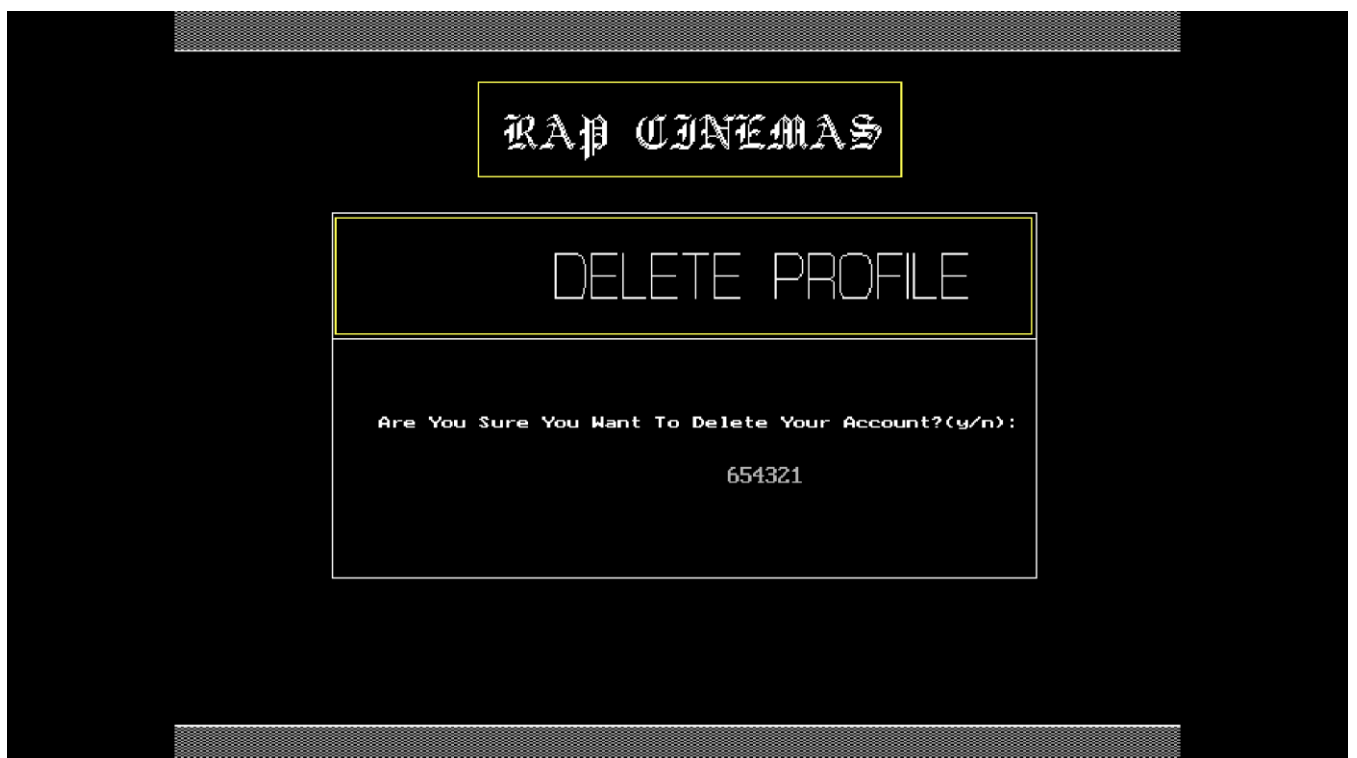 RAP CINEMAS
DELETE PROFILE
Are You Sure You Want To Delete Your Account?(y/n):
654321